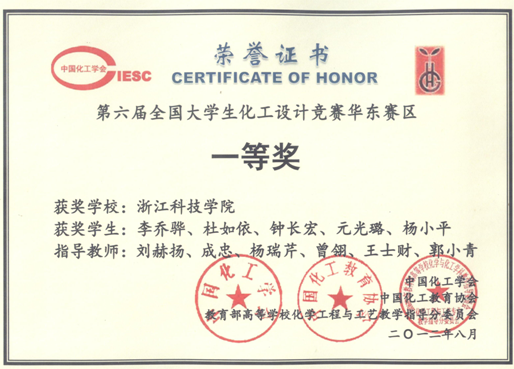 中国化工学会
CIESC
荣誉证书
CERTIFICATE OF HONOR
第六届全国大学生化工设计竞赛华东赛区
一等奖
获奖学校：浙江科技学院
获奖学生：李乔骅、杜如依、钟长宏、元光璐、杨小平
指导教师：刘赫扬、成忠、杨瑞芹、曾翎、王士财、郭小青
中国化工学会
中国化工教育协会
教育部高等学校化学工程与工艺教学指导分委员会
二〇一二年八月